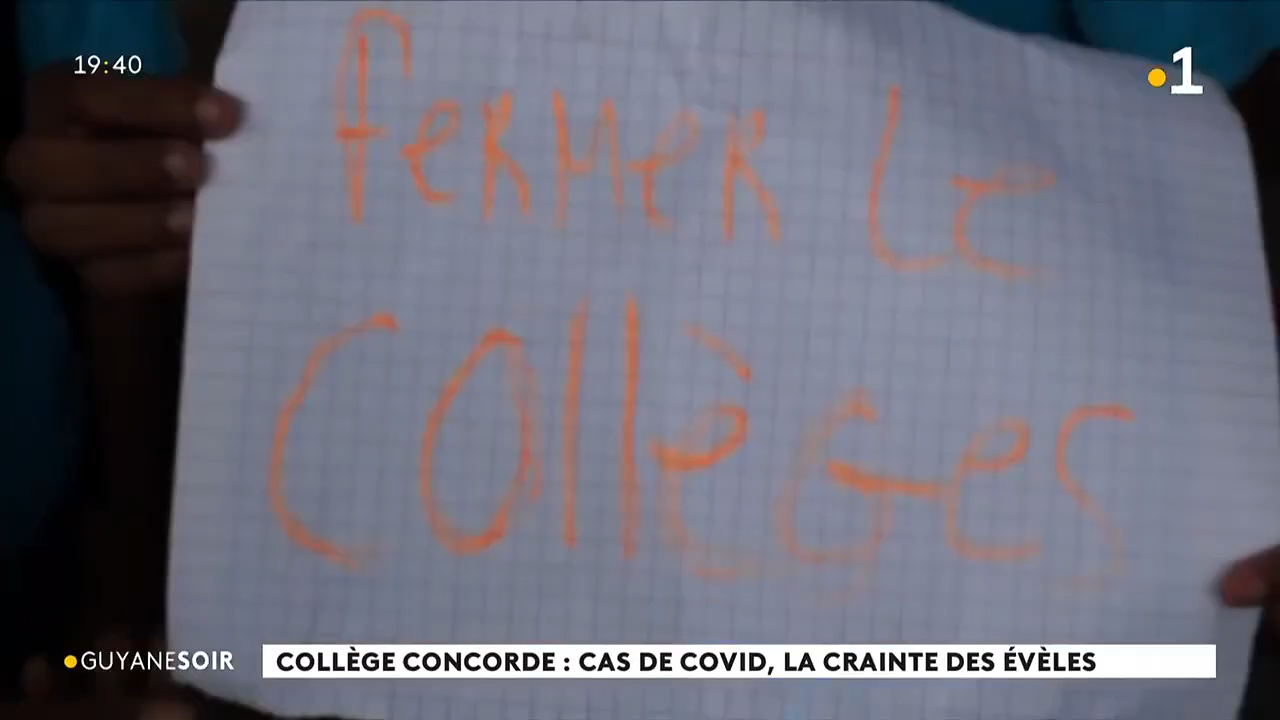 19:40
1
fermer le
collèges
GUYANESOIR
COLLÈGE CONCORDE : CAS DE COVID, LA CRAINTE DES ÉVÈLES